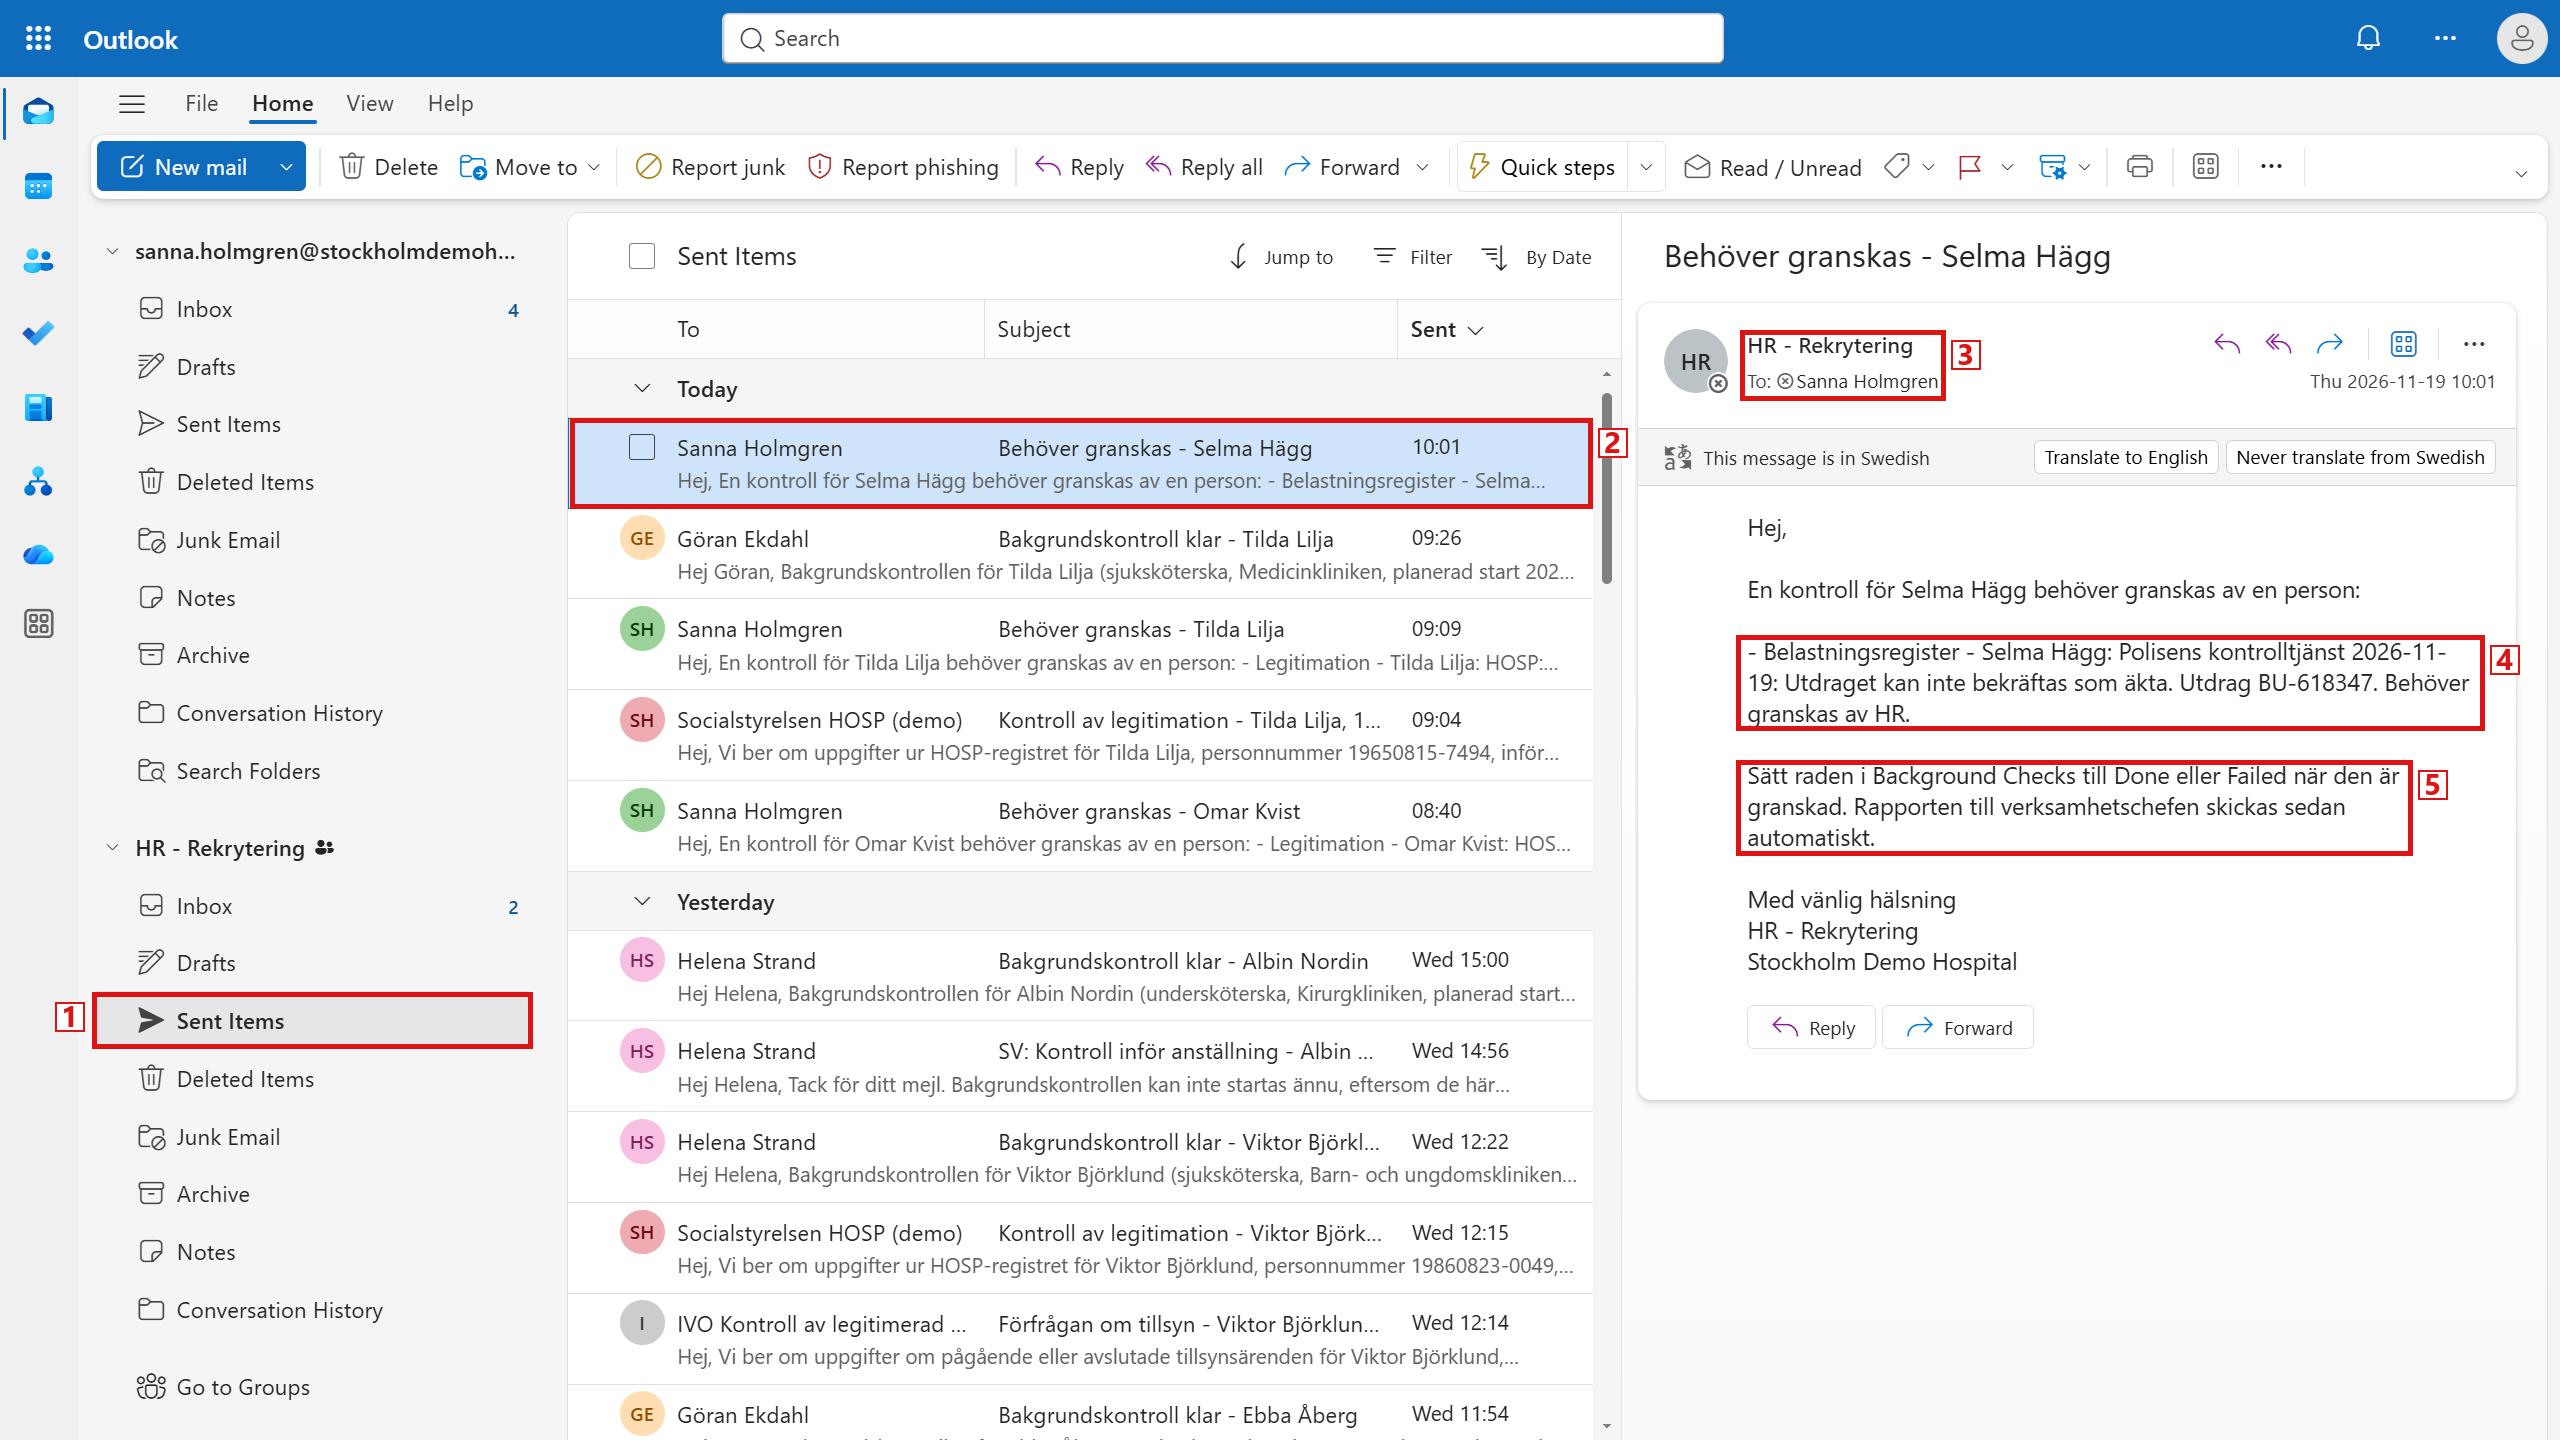 Outlook
Search
File Home View Help
New mail Delete Move to Report junk Report phishing Reply Reply all Forward Quick steps Read / Unread
sanna.holmgren@stockholmdemoh...
Inbox 4
Drafts
Sent Items
Deleted Items
Junk Email
Notes
Archive
Conversation History
Search Folders
HR - Rekrytering
Inbox 2
Drafts
1 Sent Items
Deleted Items
Junk Email
Archive
Notes
Conversation History
Go to Groups
Sent Items Jump to Filter By Date
To Subject Sent
Today
Sanna Holmgren Behöver granskas - Selma Hägg 10:01 2
Hej, En kontroll för Selma Hägg behöver granskas av en person: - Belastningsregister - Selma...
GE Göran Ekdahl Bakgrundskontroll klar - Tilda Lilja 09:26
Hej Göran, Bakgrundskontrollen för Tilda Lilja (sjuksköterska, Medicinkliniken, planerad start 202...
SH Sanna Holmgren Behöver granskas - Tilda Lilja 09:09
Hej, En kontroll för Tilda Lilja behöver granskas av en person: - Legitimation - Tilda Lilja: HOSP:...
SH Socialstyrelsen HOSP (demo) Kontroll av legitimation - Tilda Lilja, 1... 09:04
Hej, Vi ber om uppgifter ur HOSP-registret för Tilda Lilja, personnummer 19650815-7494, inför...
SH Sanna Holmgren Behöver granskas - Omar Kvist 08:40
Hej, En kontroll för Omar Kvist behöver granskas av en person: - Legitimation - Omar Kvist: HOS...
Yesterday
HS Helena Strand Bakgrundskontroll klar - Albin Nordin Wed 15:00
Hej Helena, Bakgrundskontrollen för Albin Nordin (undersköterska, Kirurgkliniken, planerad start...
HS Helena Strand SV: Kontroll inför anställning - Albin ... Wed 14:56
Hej Helena, Tack för ditt mejl. Bakgrundskontrollen kan inte startas ännu, eftersom de här...
HS Helena Strand Bakgrundskontroll klar - Viktor Björkl... Wed 12:22
Hej Helena, Bakgrundskontrollen för Viktor Björklund (sjuksköterska, Barn- och ungdomskliniken...
SH Socialstyrelsen HOSP (demo) Kontroll av legitimation - Viktor Björk... Wed 12:15
Hej, Vi ber om uppgifter ur HOSP-registret för Viktor Björklund, personnummer 19860823-0049,...
I IVO Kontroll av legitimerad ... Förfrågan om tillsyn - Viktor Björklun... Wed 12:14
Hej, Vi ber om uppgifter om pågående eller avslutade tillsynsärenden för Viktor Björklund,...
GE Göran Ekdahl Bakgrundskontroll klar - Ebba Åberg Wed 11:54
Behöver granskas - Selma Hägg
HR HR - Rekrytering 3
To: Sanna Holmgren Thu 2026-11-19 10:01
This message is in Swedish Translate to English Never translate from Swedish
Hej,
En kontroll för Selma Hägg behöver granskas av en person:
- Belastningsregister - Selma Hägg: Polisens kontrolltjänst 2026-11-
19: Utdraget kan inte bekräftas som äkta. Utdrag BU-618347. Behöver
granskas av HR.
4
Sätt raden i Background Checks till Done eller Failed när den är
granskad. Rapporten till verksamhetschefen skickas sedan
automatiskt.
5
Med vänlig hälsning
HR - Rekrytering
Stockholm Demo Hospital
Reply Forward